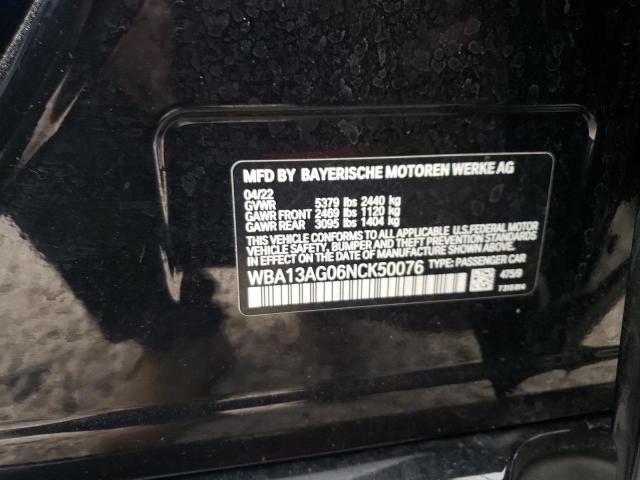 MFD BY BAYERISCHE MOTOREN WERKE AG
04/22
GVWR 5379 lbs 2440 kg
GAWR FRONT 2469 lbs 1120 kg
GAWR REAR 3095 lbs 1404 kg
THIS VEHICLE CONFORMS TO ALL APPLICABLE U.S. FEDERAL MOTOR
VEHICLE SAFETY, BUMPER AND THEFT PREVENTION STANDARDS
IN EFFECT ON THE DATE OF MANUFACTURE SHOWN ABOVE.
WBA13AG06NCK50076 TYPE: PASSENGER CAR
475/9